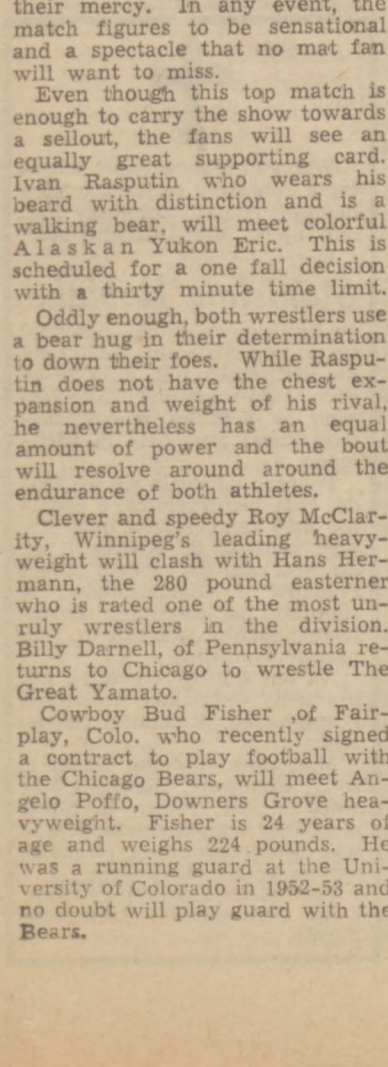 their mercy. In any event, the
match figures to be sensational
and a spectacle that no mat fan
will want to miss.
Even though this top match is
enough to carry the show towards
a sellout, the fans will see an
equally great supporting card.
Ivan Rasputin who wears his
beard with distinction and is a
walking bear, will meet colorful
Alaskan Yukon Eric. This is
scheduled for a one fall decision
with a thirty minute time limit.
Oddly enough, both wrestlers use
a bear hug in their determination
to down their foes. While Raspu-
tin does not have the chest ex-
pansion and weight of his rival,
he nevertheless has an equal
amount of power and the bout
will resolve around around the
endurance of both athletes.
Clever and speedy Roy McClar-
ity, Winnipeg's leading heavy-
weight will clash with Hans Her-
mann, the 280 pound easterner
who is rated one of the most un-
ruly wrestlers in the division.
Billy Darnell, of Pennsylvania re-
turns to Chicago to wrestle The
Great Yamato.
Cowboy Bud Fisher ,of Fair-
play, Colo. who recently signed
a contract to play football with
the Chicago Bears, will meet An-
gelo Poffo, Downers Grove hea-
vyweight. Fisher is 24 years of
age and weighs 224 pounds. He
was a running guard at the Uni-
versity of Colorado in 1952-53 and
no doubt will play guard with the
Bears.